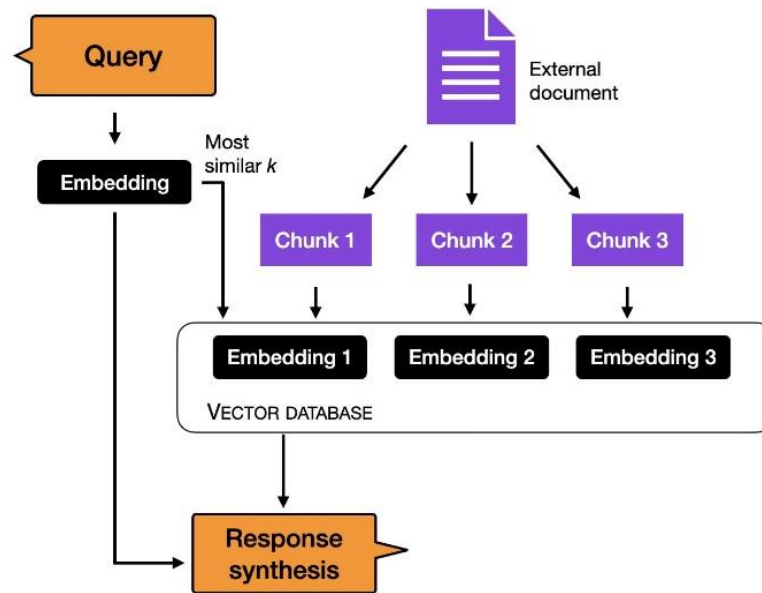 Query
External
document
Most
similar k
Embedding
Chunk 1
Chunk 2
Chunk 3
Embedding 1
Embedding 2
Embedding 3
VECTOR DATABASE
Response
synthesis